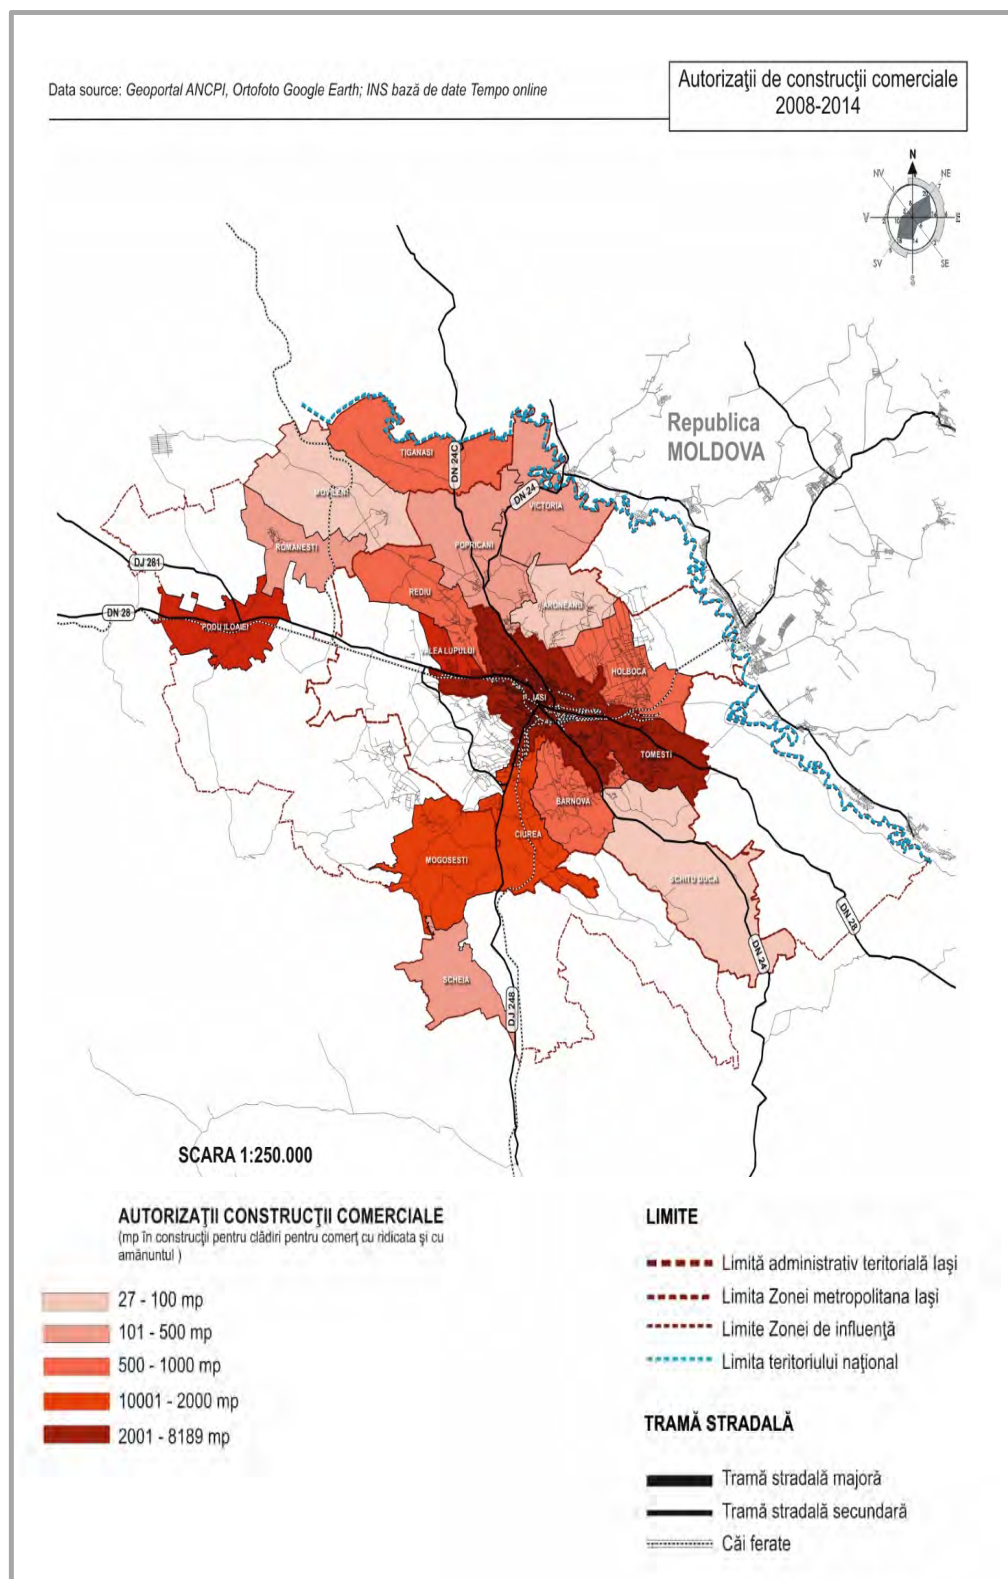 Data source: Geoportal ANCPI, Ortofoto Google Earth; INS bază de date Tempo online
Autorizaţii de construcţii comerciale
2008-2014
N
NV
NE
V
E
SV
SE
S
Republica
MOLDOVA
TIGANASI
DN 24C
DN 24
VICTORIA
MOVILENI
ROMANESTI
POPRICANI
DJ 281
REDIU
ARONEANU
DN 28
PODU ILOAIEI
VALEA LUPULUI
HOLBOCA
IASI
TOMESTI
BARNOVA
CIUREA
MOGOSESTI
SCHITU DUCA
DN 28
DN 24
SCHEIA
DJ 248
SCARA 1:250.000
AUTORIZAŢII CONSTRUCŢII COMERCIALE
(mp în construcţii pentru clădiri pentru comerţ cu ridicata şi cu
amănuntul )
27 - 100 mp
101 - 500 mp
500 - 1000 mp
10001 - 2000 mp
2001 - 8189 mp
LIMITE
Limită administrativ teritorială Iaşi
Limita Zonei metropolitana Iaşi
Limite Zonei de influenţă
Limita teritoriului naţional
TRAMĂ STRADALĂ
Tramă stradală majoră
Tramă stradală secundară
Căi ferate